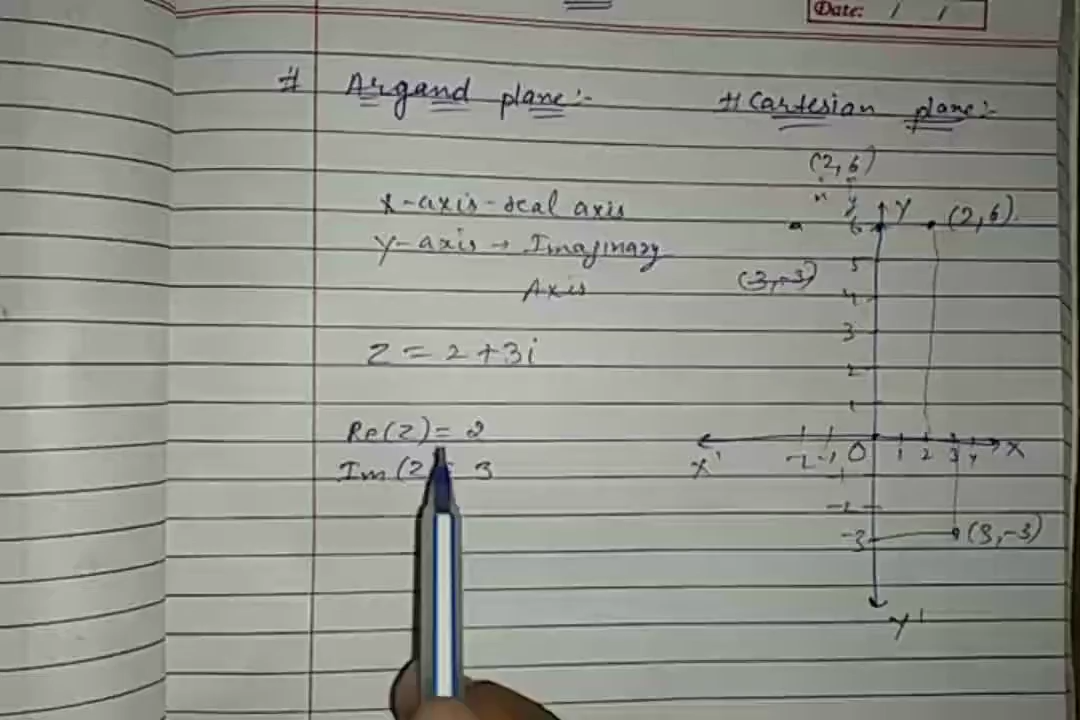 Date: / /
# Argand plane:-
x-axis - real axis
y-axis → Imaginary
Axis
Z = 2 + 3i
Re(Z) = 2
Im(Z) = 3
# Cartesian plane:-
(2,6)
x y
Y
6 (2,6)
5
(3,-3)
4
3
2
1
X' -2 -1 O 1 2 3 4 X
-1
-2
-3 (3,-3)
Y'